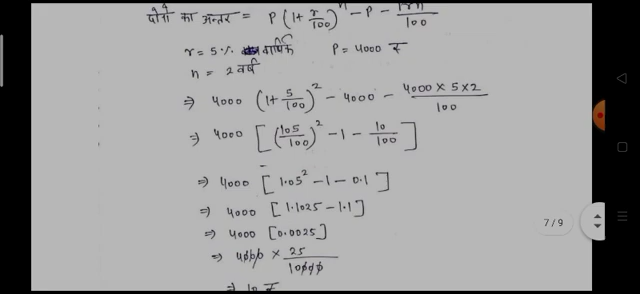 दोनों का अन्तर = P(1+r/100)^n - P - Prn/100
r = 5% वार्षिक P = 4000 ₹
n = 2 वर्ष
⇒ 4000 (1+5/100)^2 - 4000 - 4000×5×2/100
⇒ 4000 [(105/100)^2 - 1 - 10/100]
⇒ 4000 [1.05^2 - 1 - 0.1]
⇒ 4000 [1.1025 - 1.1]
⇒ 4000 [0.0025]
7/9
⇒ 4000 × 25/10000
⇒ 10 ₹